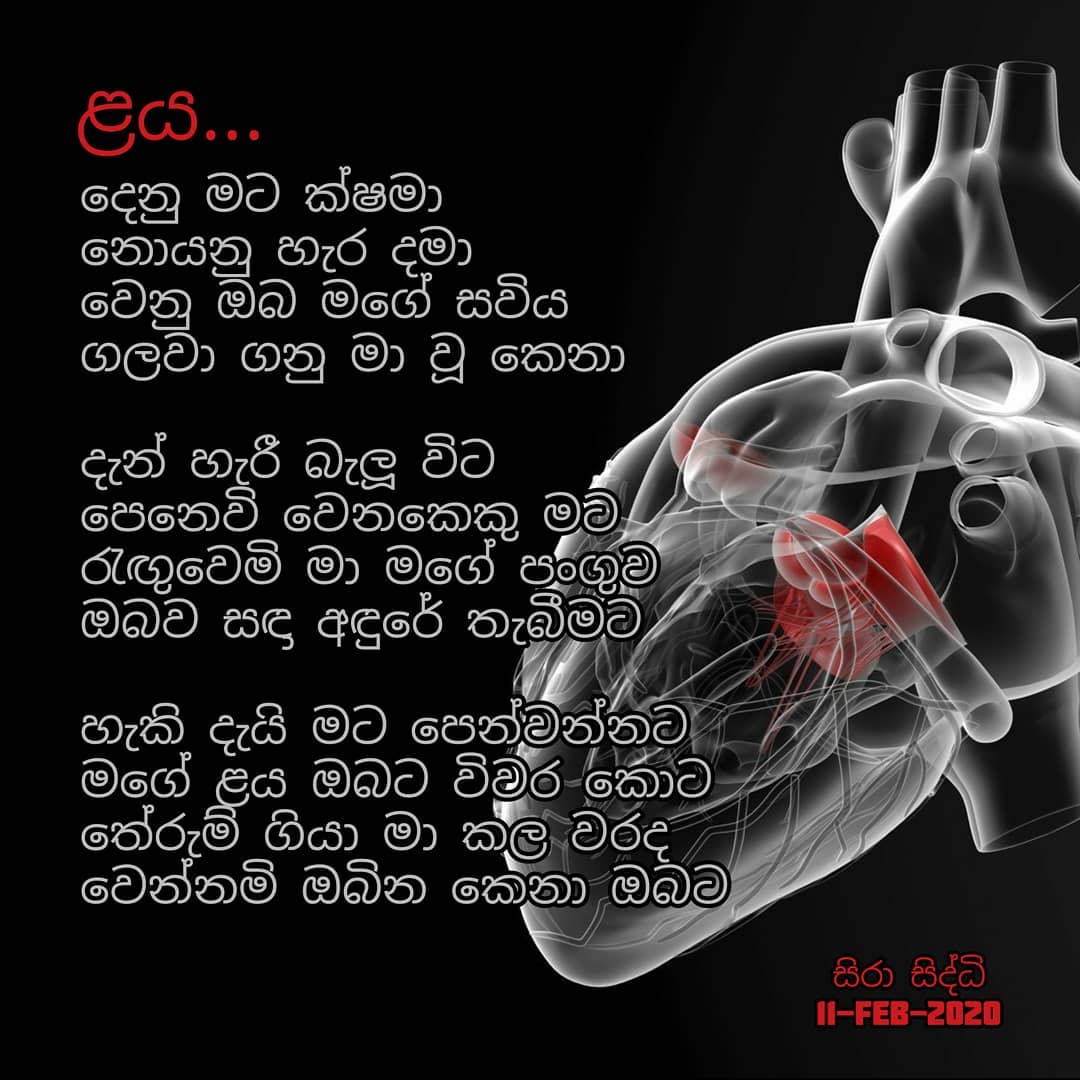 ළය...
දෙනු මට ක්ෂමා
නොයනු හැර දමා
වෙනු ඔබ මගේ සවිය
ගලවා ගනු මා වූ කෙනා
දැන් හැරී බැලූ විට
පෙනෙවි වෙනකෙකු මට
රැඟුවෙමි මා මගේ පංගුව
ඔබව සඳා අඳුරේ තැබීමට
හැකි දැයි මට පෙන්වන්නට
මගේ ළය ඔබට විවර කොට
තේරුම් ගියා මා කල වරද
වෙන්නම් ඔබින කෙනා ඔබට
සිරා සිද්ධි
11-FEB-2020